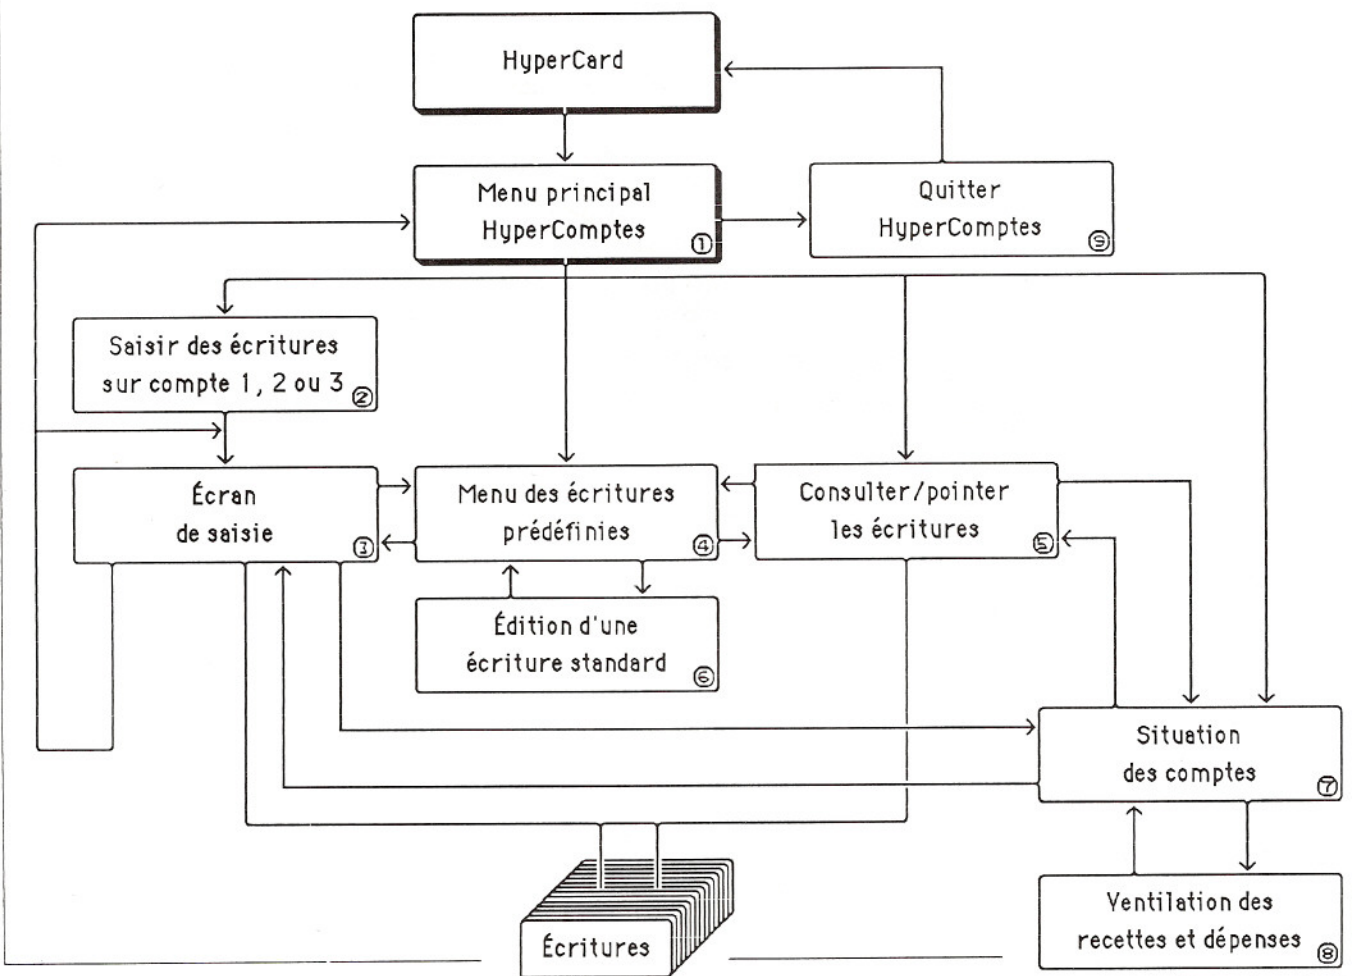 HyperCard
Menu principal
HyperComptes
①
Quitter
HyperComptes
⑨
Saisir des écritures
sur compte 1, 2 ou 3
②
Écran
de saisie
③
Menu des écritures
prédéfinies
④
Consulter/pointer
les écritures
⑤
Édition d'une
écriture standard
⑥
Situation
des comptes
⑦
Ventilation des
recettes et dépenses
⑧
Écritures